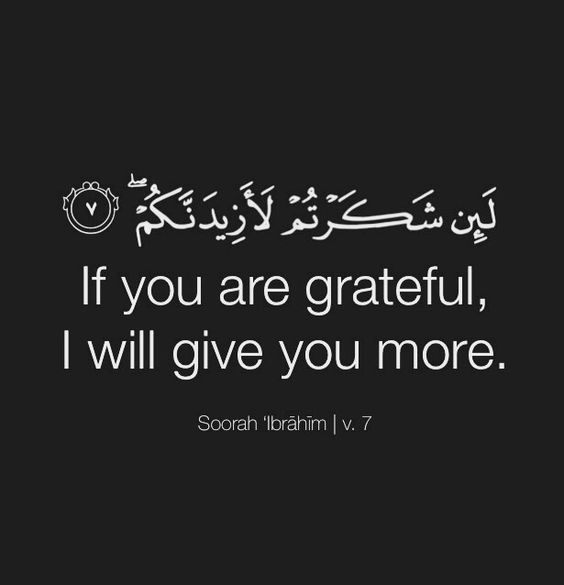 لَئِن شَكَرْتُمْ لَأَزِيدَنَّكُمْ ۖ ٧
If you are grateful,
I will give you more.
Soorah ‘Ibrāhīm | v. 7